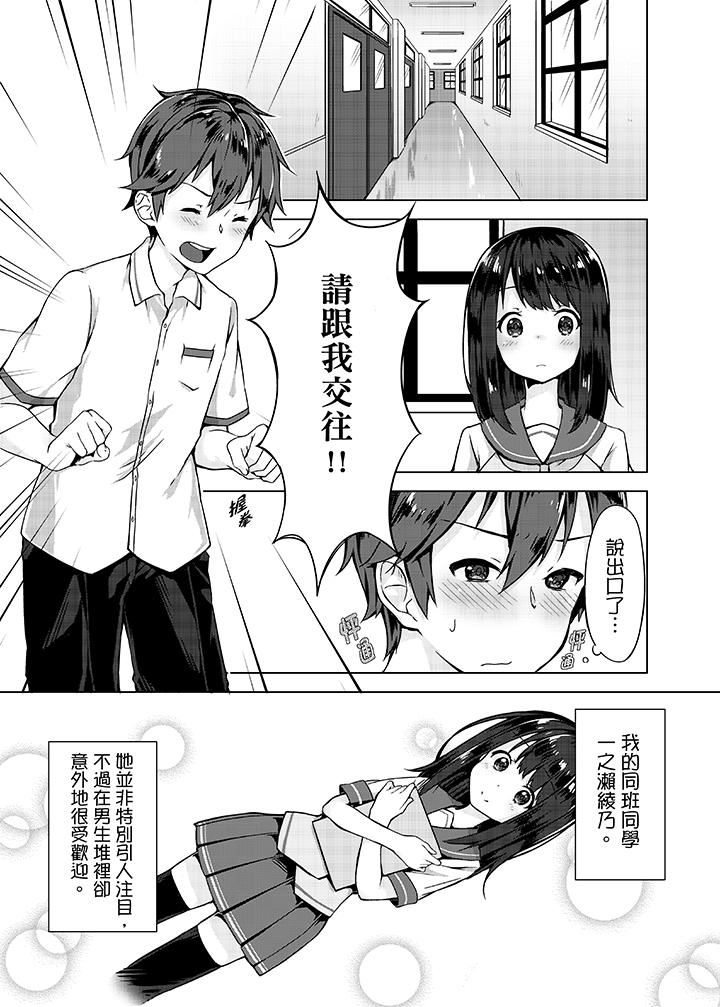 請跟我交往!!
握拳
說出口了…
怦通
怦通
我的同班同學
一之瀨綾乃。
她並非特別引人注目，
不過在男生堆裡卻
意外地很受歡迎。